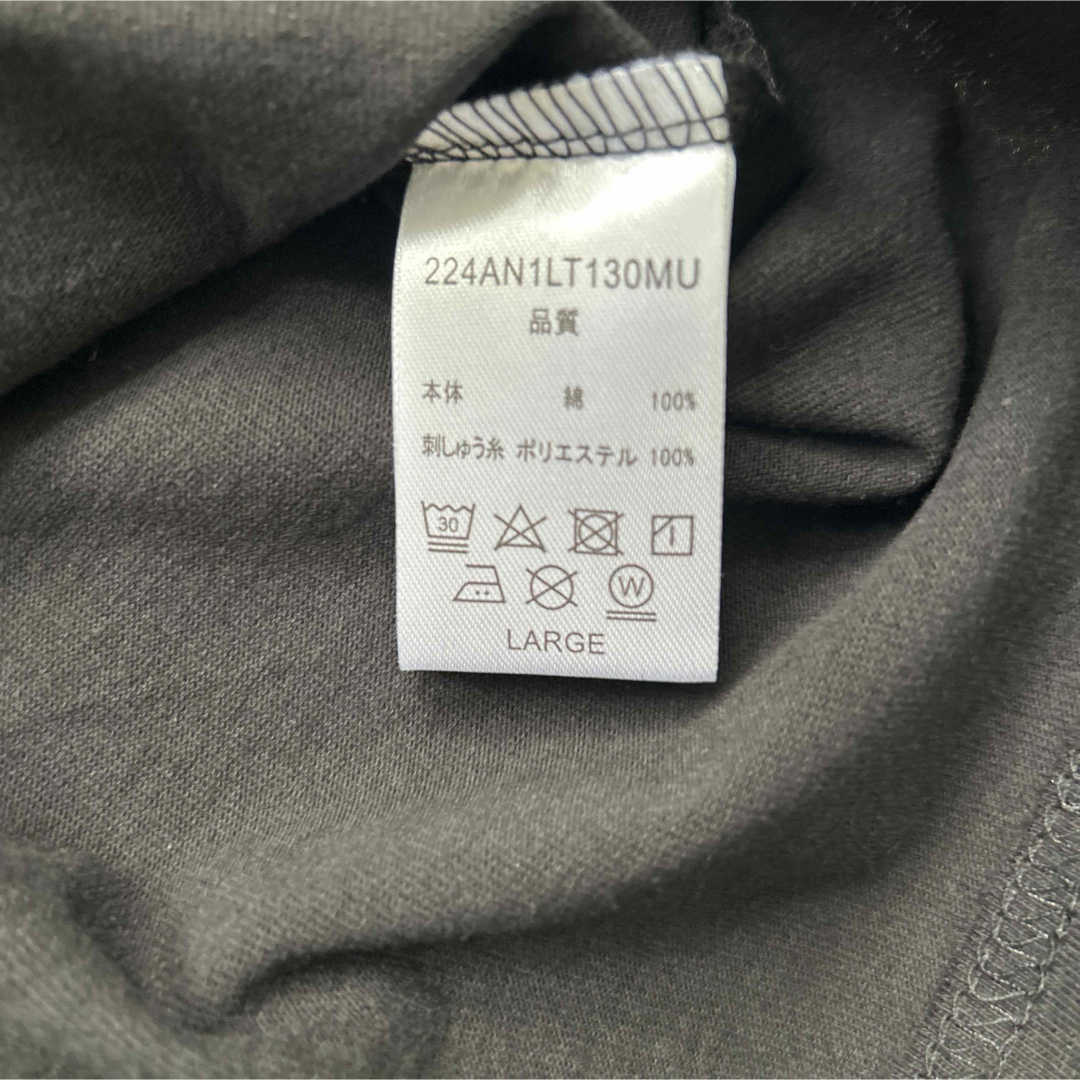 224AN1LT130MU
品質
本体 綿 100%
刺しゅう糸 ポリエステル 100%
30
W
LARGE